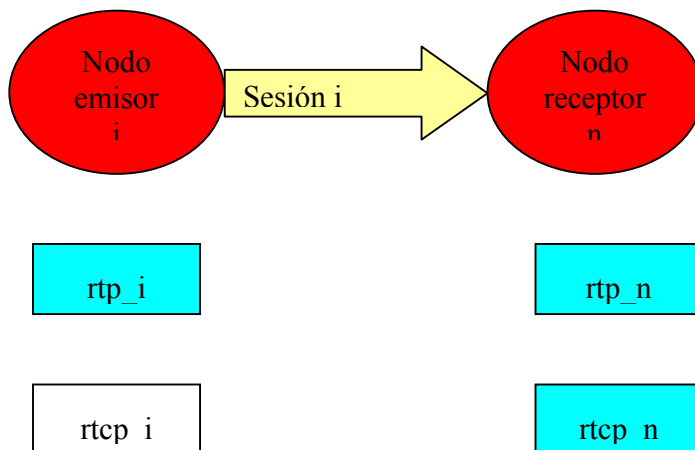 Nodo
emisor
i
Sesión i
Nodo
receptor
n
rtp_i
rtp_n
rtcp_i
rtcp_n